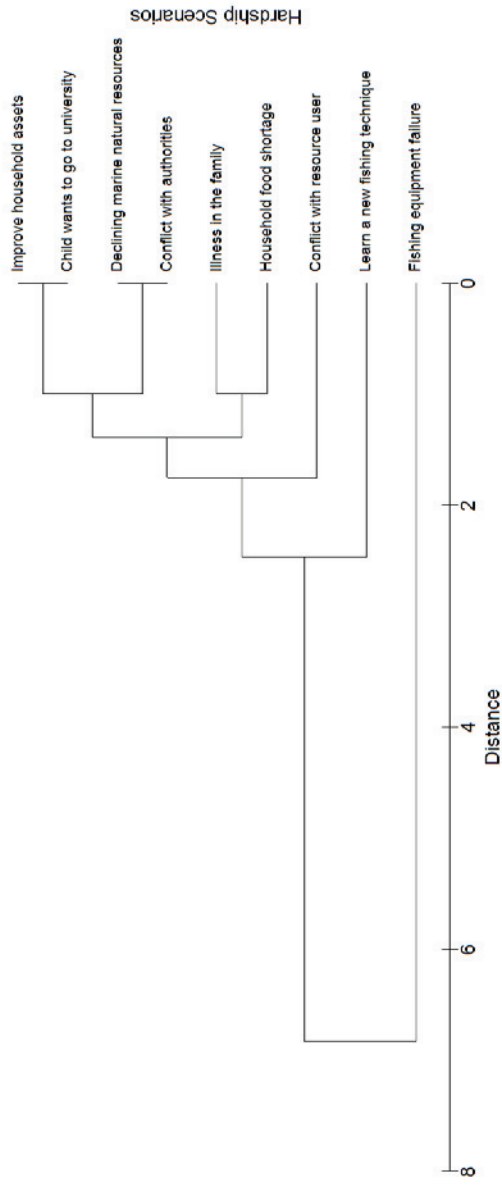 Hardship Scenarios
Improve household assets
Child wants to go to university
Declining marine natural resources
Conflict with authorities
Illness in the family
Household food shortage
Conflict with resource user
Learn a new fishing technique
Fishing equipment failure
8
6
4
2
0
Distance